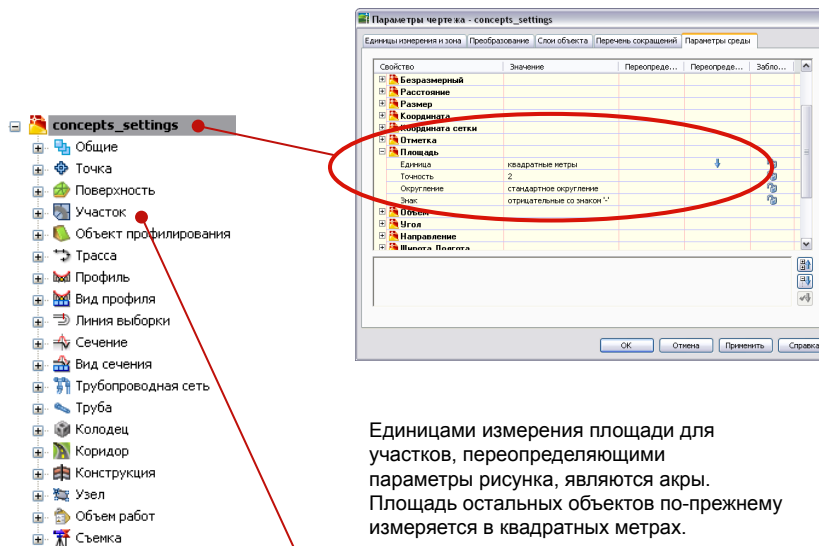 Параметры чертежа - concepts_settings
Единицы измерения и зона Преобразование Слои объекта Перечень сокращений Параметры среды
Свойство Значение Переопреде... Переопреде... Забло...
Безразмерный
Расстояние
Размер
Координата
Координата сетки
Отметка
Площадь
Единица квадратные метры
Точность 2
Округление стандартное округление
Знак отрицательные со знаком '-'
Объем
Угол
Направление
Широта Долгота
OK Отмена Применить Справка
concepts_settings
Общие
Точка
Поверхность
Участок
Объект профилирования
Трасса
Профиль
Вид профиля
Линия выборки
Сечение
Вид сечения
Трубопроводная сеть
Труба
Колодец
Коридор
Конструкция
Узел
Объем работ
Съемка
Единицами измерения площади для
участков, переопределяющими
параметры рисунка, являются акры.
Площадь остальных объектов по-прежнему
измеряется в квадратных метрах.